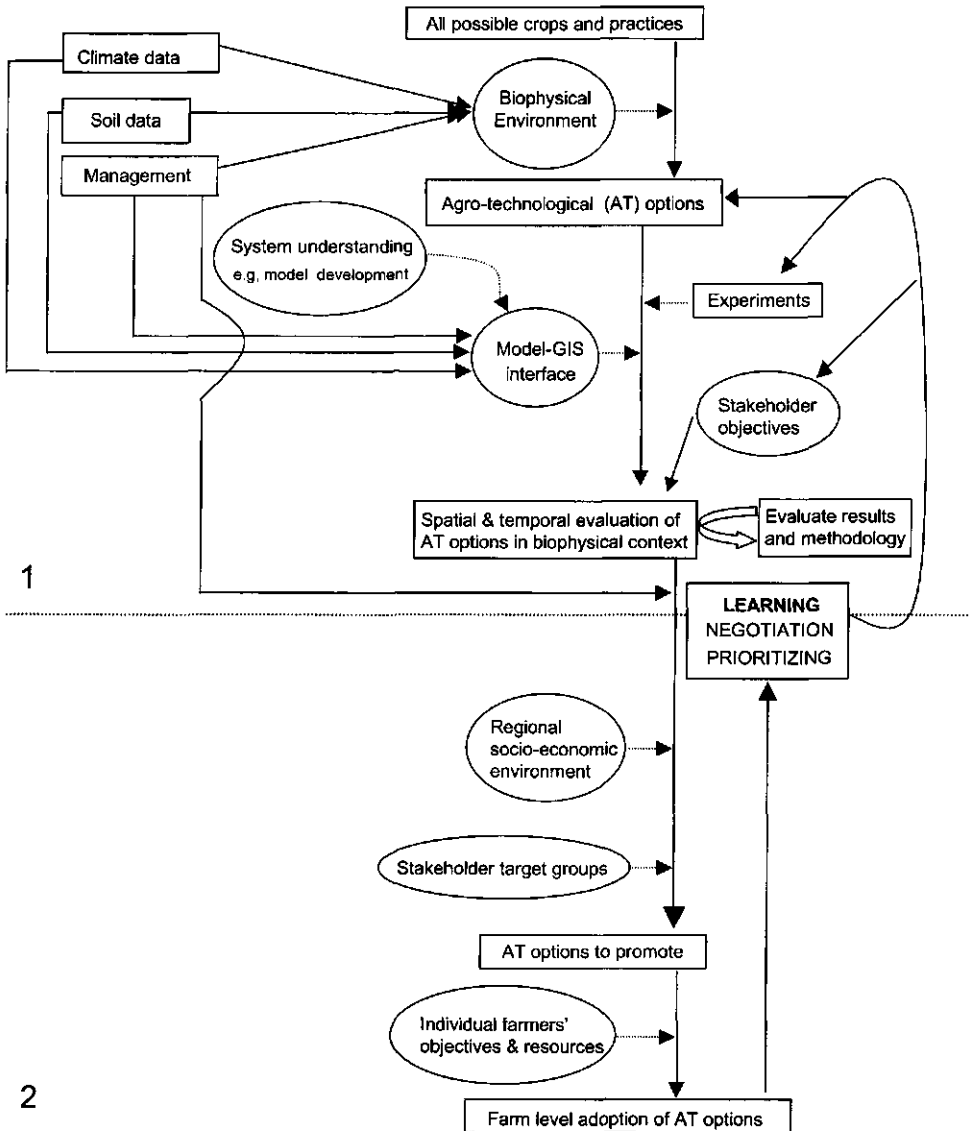 All possible crops and practices
Climate data
Biophysical
Environment
Soil data
Management
Agro-technological (AT) options
System understanding
e.g, model development
Experiments
Model-GIS
interface
Stakeholder
objectives
Spatial & temporal evaluation of
AT options in biophysical context
Evaluate results
and methodology
1
LEARNING
NEGOTIATION
PRIORITIZING
Regional
socio-economic
environment
Stakeholder target groups
AT options to promote
Individual farmers'
objectives & resources
2
Farm level adoption of AT options